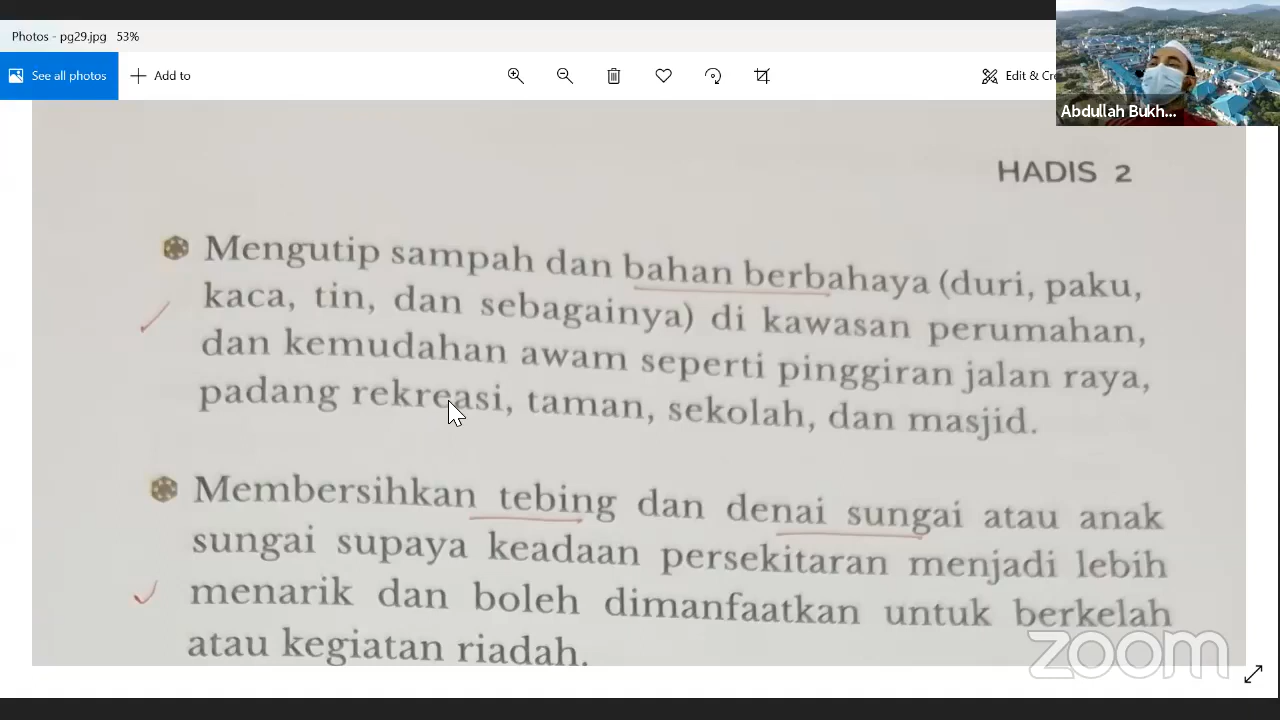 Photos - pg29.jpg 53%
See all photos
Add to
Edit & Cre
Abdullah Bukh...
HADIS 2
Mengutip sampah dan bahan berbahaya (duri, paku,
kaca, tin, dan sebagainya) di kawasan perumahan,
dan kemudahan awam seperti pinggiran jalan raya,
padang rekreasi, taman, sekolah, dan masjid.
Membersihkan tebing dan denai sungai atau anak
sungai supaya keadaan persekitaran menjadi lebih
menarik dan boleh dimanfaatkan untuk berkelah
atau kegiatan riadah.
zoom